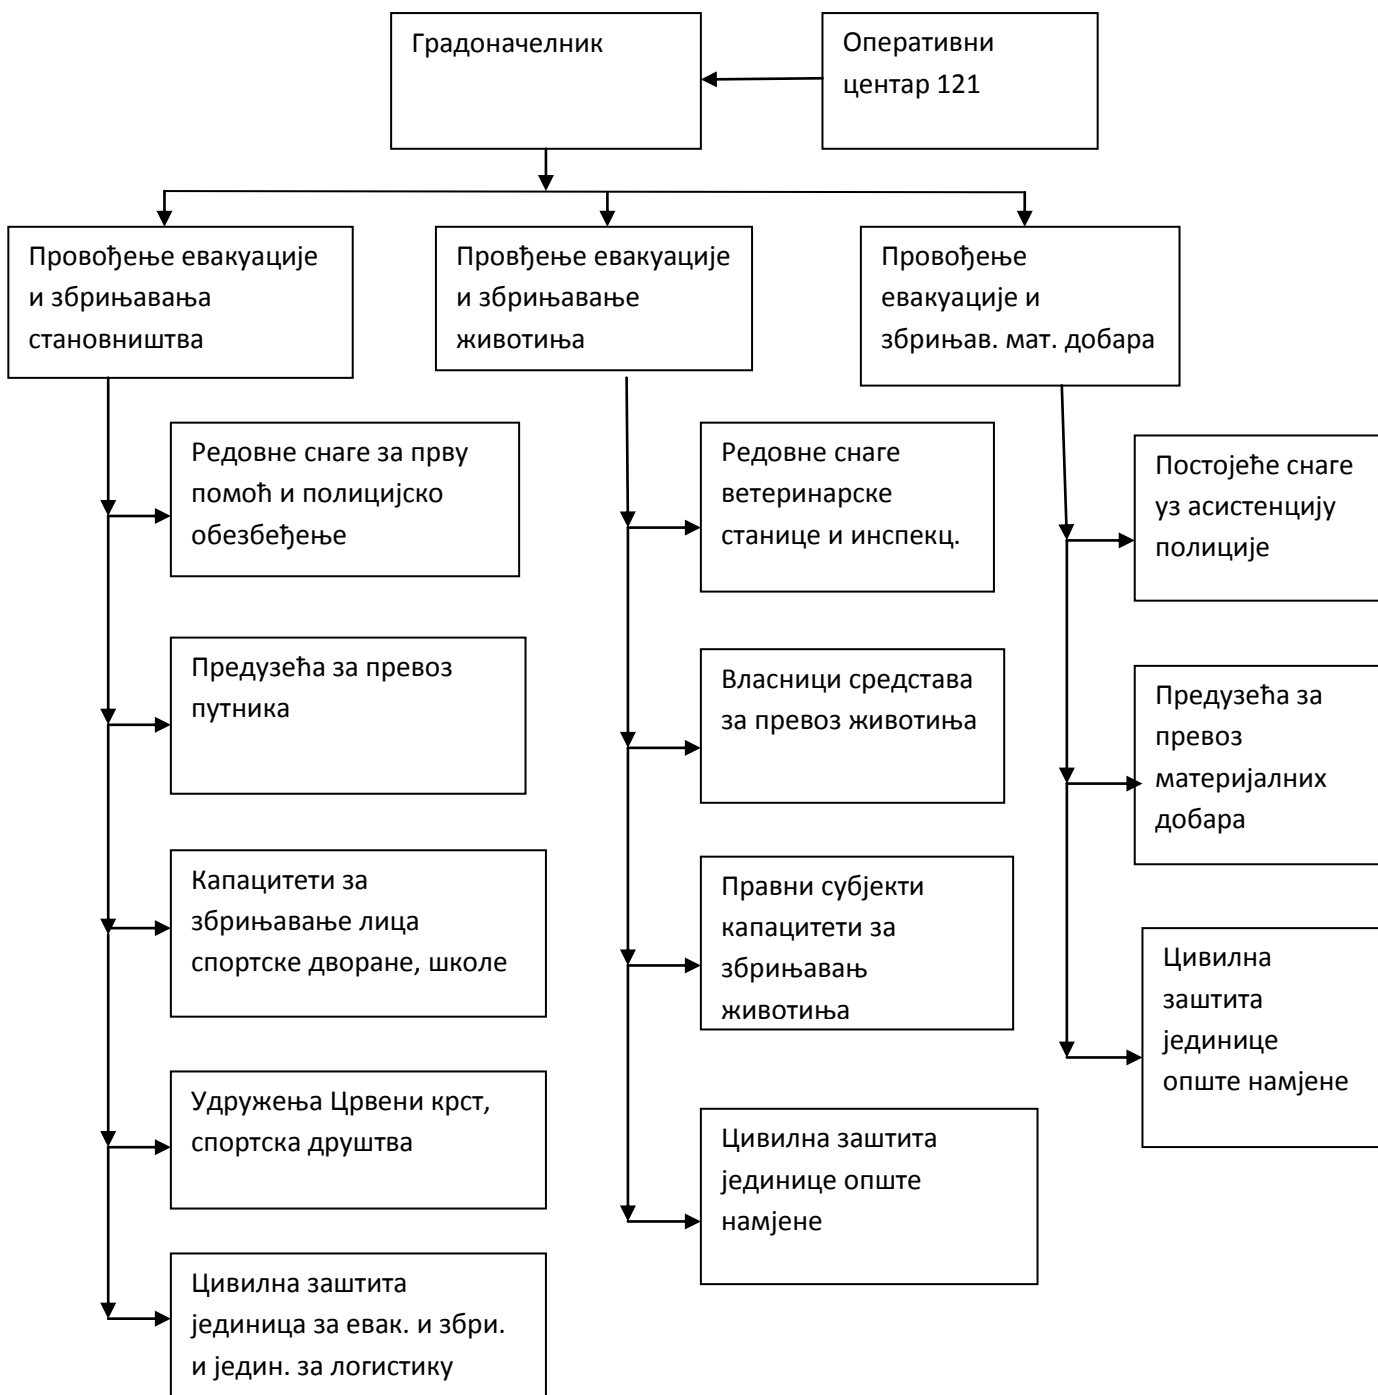 Градоначелник
Оперативни
центар 121
Провођење евакуације
и збрињавања
становништва
Провђење евакуације
и збрињавање
животиња
Провођење
евакуације и
збрињав. мат. добара
Редовне снаге за прву
помоћ и полицијско
обезбеђење
Предузећа за превоз
путника
Капацитети за
збрињавање лица
спортске дворане, школе
Удружења Црвени крст,
спортска друштва
Цивилна заштита
јединица за евак. и збри.
и једин. за логистику
Редовне снаге
ветеринарске
станице и инспекц.
Власници средстава
за превоз животиња
Правни субјекти
капацитети за
збрињавањ
животиња
Цивилна заштита
јединице опште
намјене
Постојеће снаге
уз асистенцију
полиције
Предузећа за
превоз
материјалних
добара
Цивилна
заштита
јединице
опште намјене